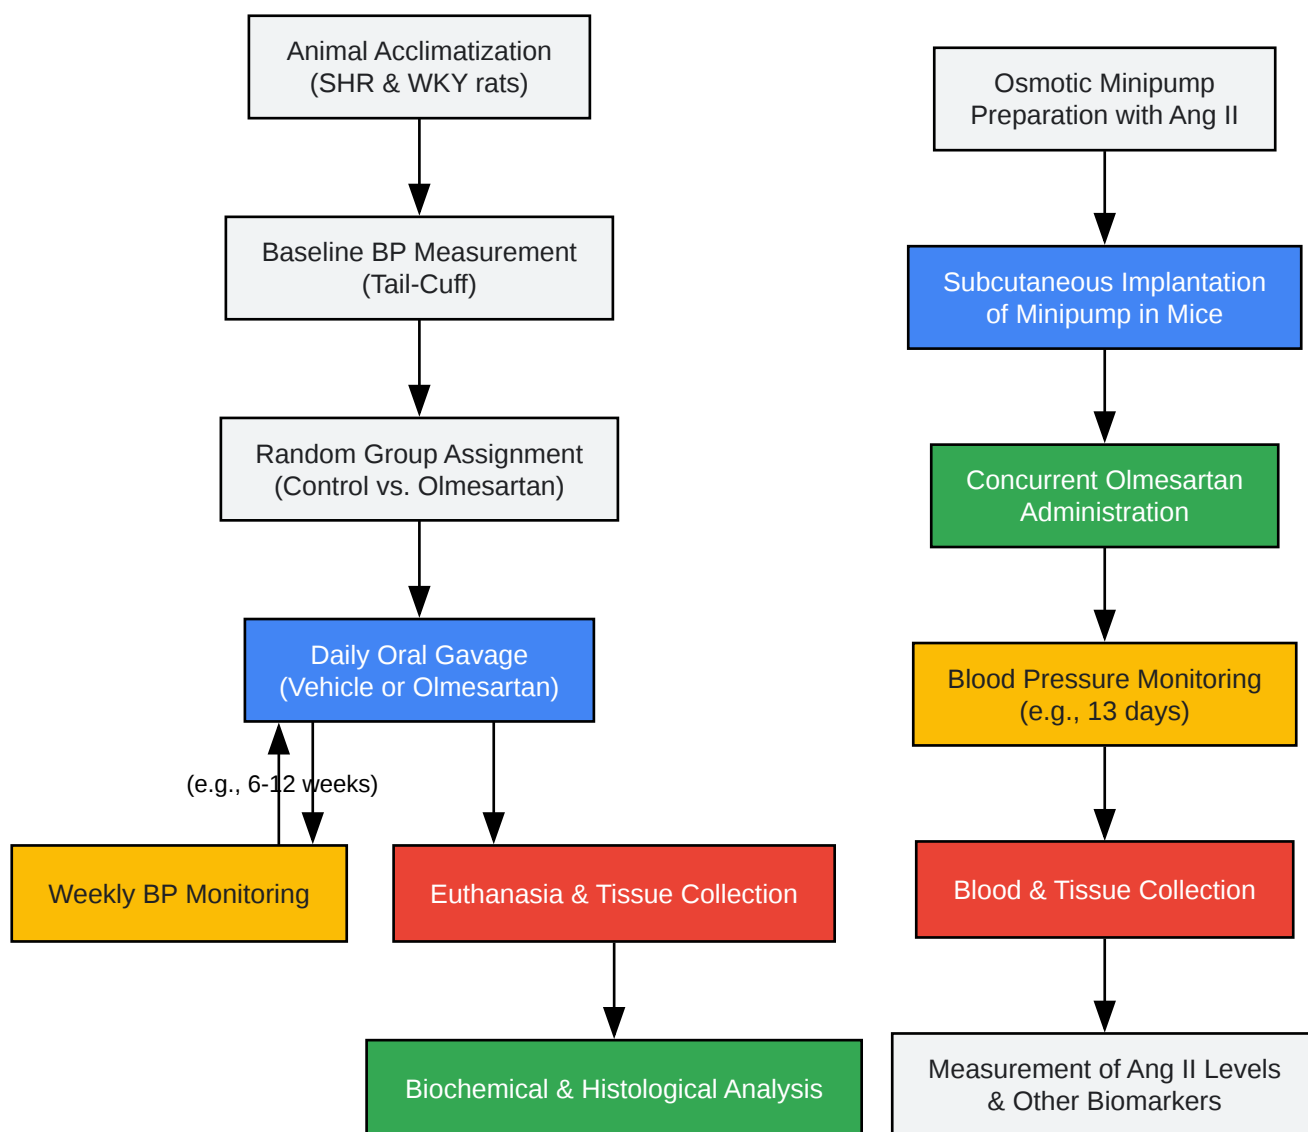 Animal Acclimatization
(SHR & WKY rats)
Baseline BP Measurement
(Tail-Cuff)
Random Group Assignment
(Control vs. Olmesartan)
Daily Oral Gavage
(Vehicle or Olmesartan)
(e.g., 6-12 weeks)
Weekly BP Monitoring
Euthanasia & Tissue Collection
Biochemical & Histological Analysis
Osmotic Minipump
Preparation with Ang II
Subcutaneous Implantation
of Minipump in Mice
Concurrent Olmesartan
Administration
Blood Pressure Monitoring
(e.g., 13 days)
Blood & Tissue Collection
Measurement of Ang II Levels
& Other Biomarkers